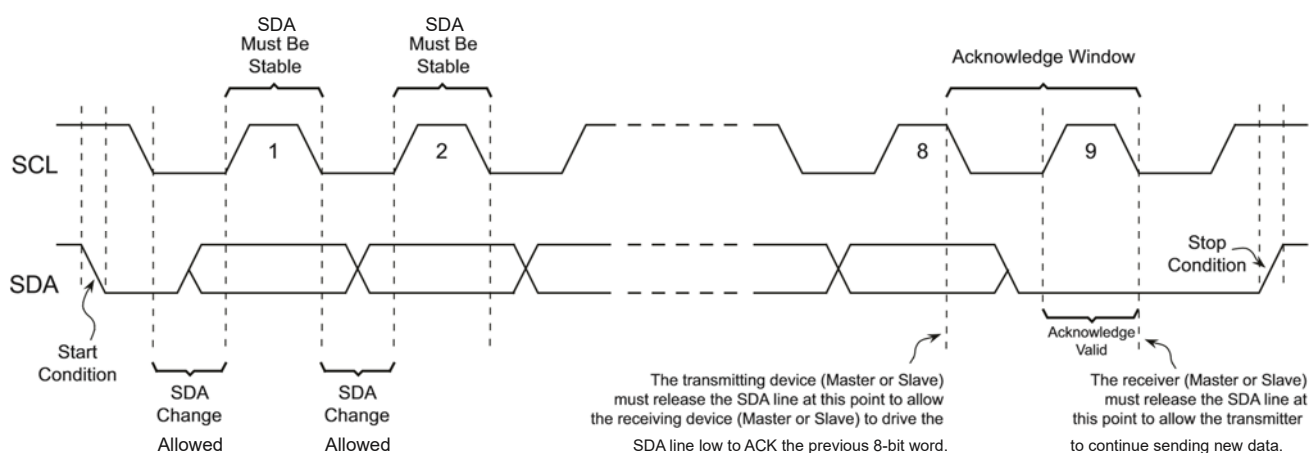 SDA
Must Be
Stable
SDA
Must Be
Stable
Acknowledge Window
SCL
1
2
8
9
SDA
Stop
Condition
Start
Condition
Acknowledge
Valid
SDA
Change
Allowed
SDA
Change
Allowed
The transmitting device (Master or Slave)
must release the SDA line at this point to allow
the receiving device (Master or Slave) to drive the
SDA line low to ACK the previous 8-bit word.
The receiver (Master or Slave)
must release the SDA line at
this point to allow the transmitter
to continue sending new data.